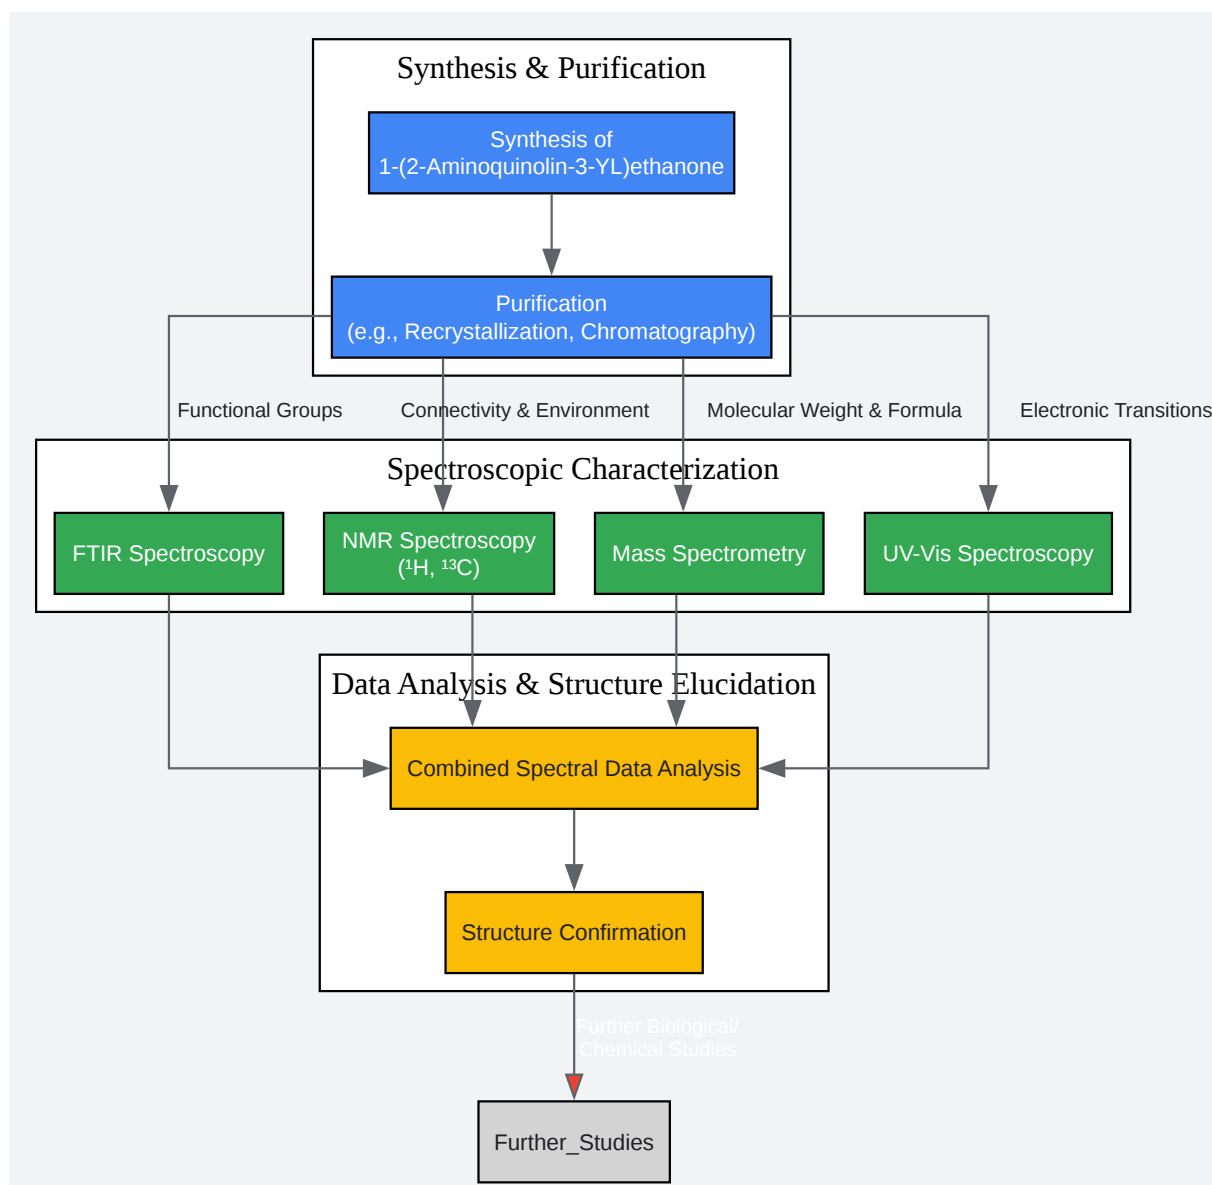 Synthesis & Purification
Synthesis of
1-(2-Aminoquinolin-3-YL)ethanone
Purification
(e.g., Recrystallization, Chromatography)
Functional Groups
Connectivity & Environment
Molecular Weight & Formula
Electronic Transitions
Spectroscopic Characterization
FTIR Spectroscopy
NMR Spectroscopy
(¹H, ¹³C)
Mass Spectrometry
UV-Vis Spectroscopy
Data Analysis & Structure Elucidation
Combined Spectral Data Analysis
Structure Confirmation
Further Biological/
Chemical Studies
Further_Studies